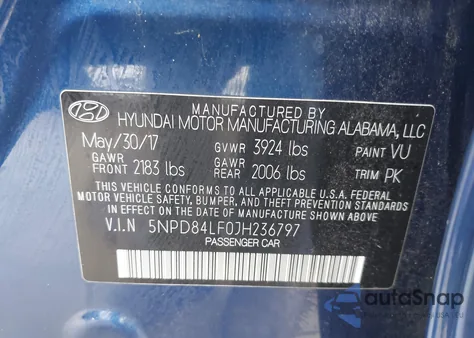 MANUFACTURED BY
HYUNDAI MOTOR MANUFACTURING ALABAMA, LLC
May/30/17 GVWR 3924 lbs PAINT VU
GAWR FRONT 2183 lbs GAWR REAR 2006 lbs TRIM PK
THIS VEHICLE CONFORMS TO ALL APPLICABLE U.S.A. FEDERAL
MOTOR VEHICLE SAFETY, BUMPER, AND THEFT PREVENTION STANDARDS
IN EFFECT ON THE DATE OF MANUFACTURE SHOWN ABOVE.
V.I.N 5NPD84LF0JH236797
PASSENGER CAR
autoSnap